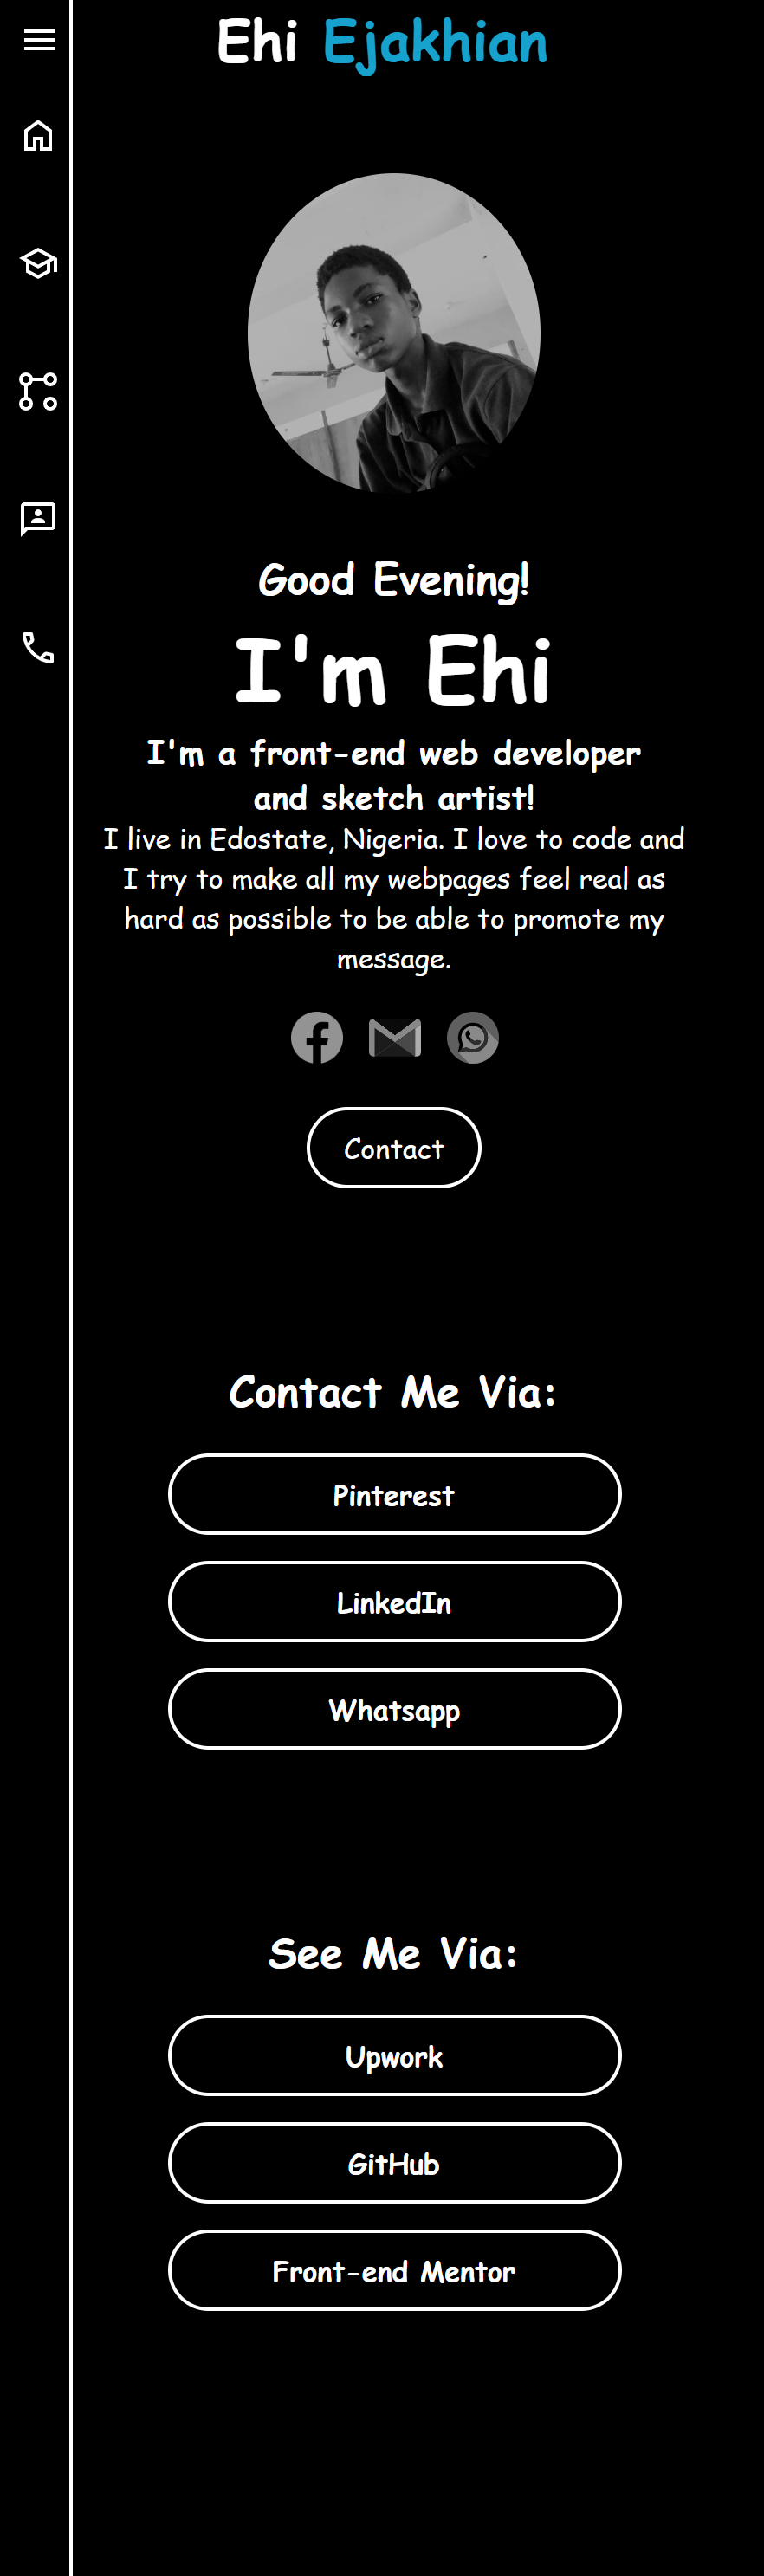 Ehi Ejakhian
Good Evening!
I'm Ehi
I'm a front-end web developer
and sketch artist!
I live in Edostate, Nigeria. I love to code and
I try to make all my webpages feel real as
hard as possible to be able to promote my
message.
Contact
Contact Me Via:
Pinterest
LinkedIn
Whatsapp
See Me Via:
Upwork
GitHub
Front-end Mentor